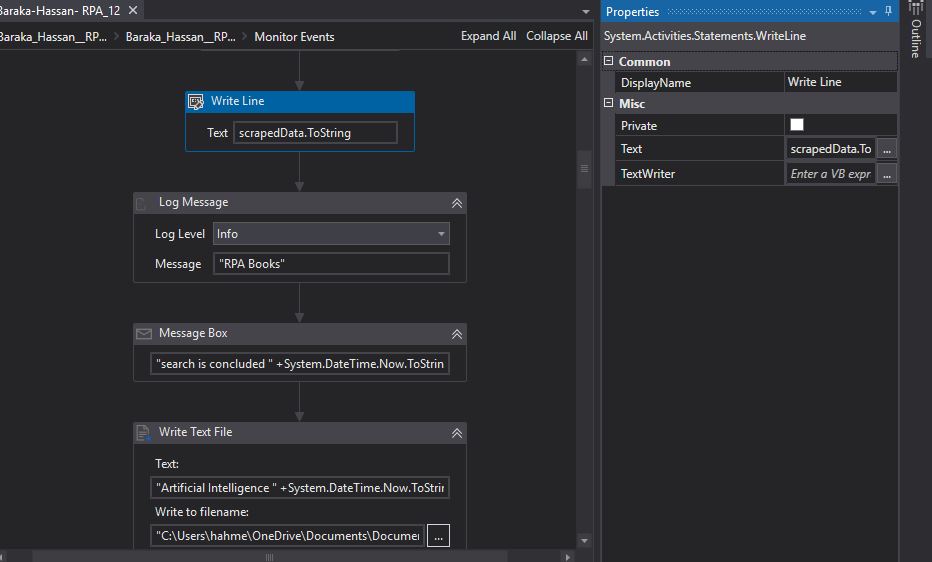 Baraka-Hassan- RPA_12
Baraka_Hassan__RP... > Baraka_Hassan__RP... > Monitor Events Expand All Collapse All
Write Line
Text scrapedData.ToString
Log Message
Log Level Info
Message "RPA Books"
Message Box
"search is concluded " +System.DateTime.Now.ToStrin
Write Text File
Text:
"Artificial Intelligence " +System.DateTime.Now.ToStrin
Write to filename:
"C:\Users\hahme\OneDrive\Documents\Docume ...
Properties
System.Activities.Statements.WriteLine
Common
DisplayName Write Line
Misc
Private
Text scrapedData.To ...
TextWriter Enter a VB expr ...
Outline